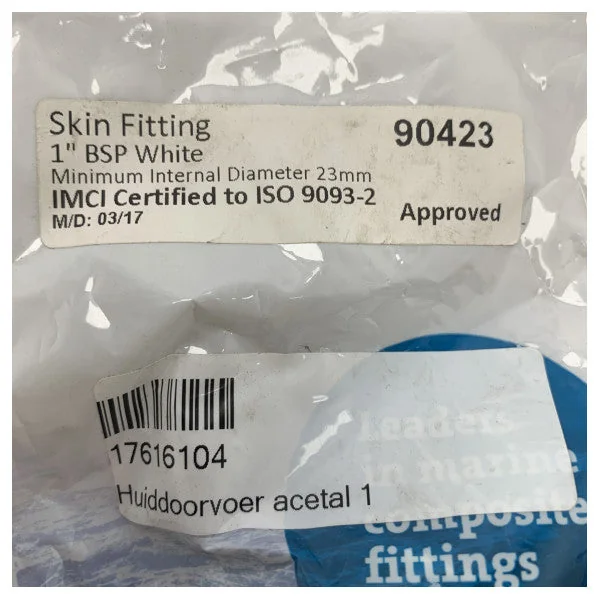 Skin Fitting
90423
1" BSP White
Minimum Internal Diameter 23mm
IMCI Certified to ISO 9093-2
Approved
M/D: 03/17
17616104
Huiddoorvoer acetal 1
Leaders
in marine
composite
fittings